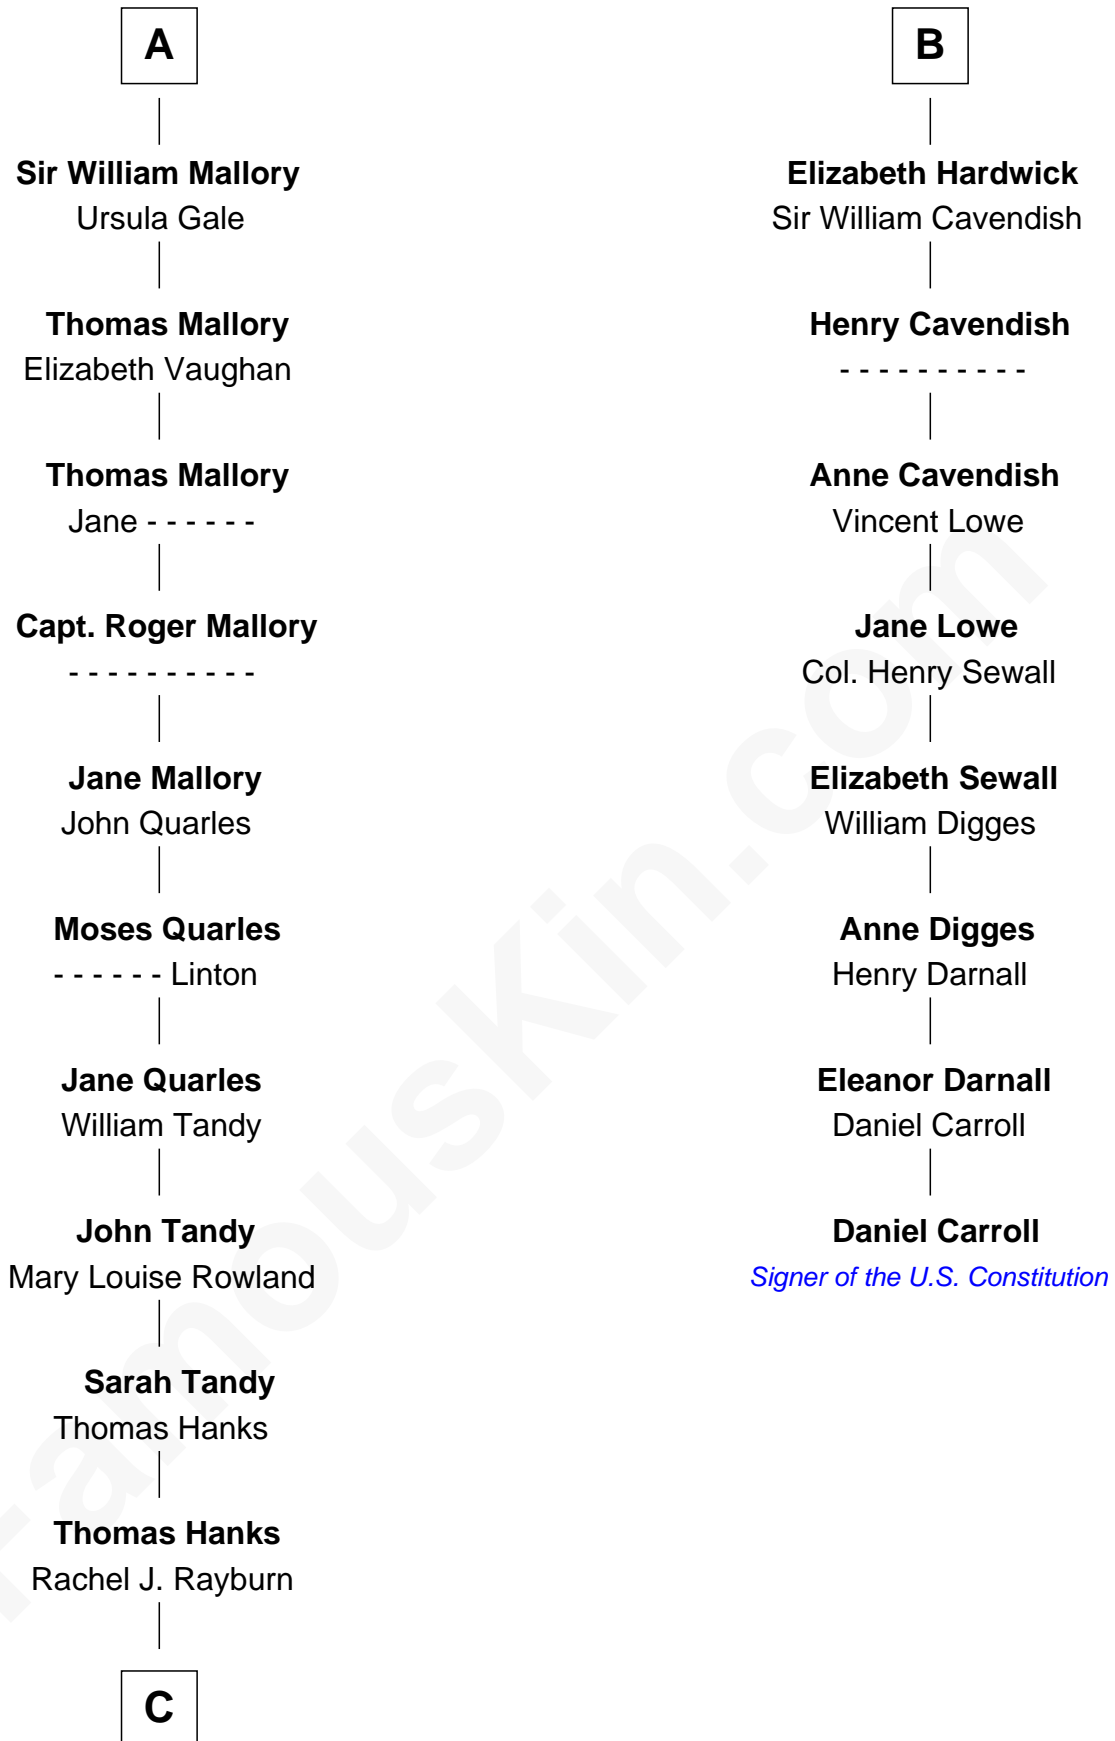 A
Sir William Mallory
Ursula Gale
Thomas Mallory
Elizabeth Vaughan
Thomas Mallory
Jane - - - - - -
Capt. Roger Mallory
- - - - - - - - - -
Jane Mallory
John Quarles
Moses Quarles
- - - - - - Linton
Jane Quarles
William Tandy
John Tandy
Mary Louise Rowland
Sarah Tandy
Thomas Hanks
Thomas Hanks
Rachel J. Rayburn
C
B
Elizabeth Hardwick
Sir William Cavendish
Henry Cavendish
- - - - - - - - - -
Anne Cavendish
Vincent Lowe
Jane Lowe
Col. Henry Sewall
Elizabeth Sewall
William Digges
Anne Digges
Henry Darnall
Eleanor Darnall
Daniel Carroll
Daniel Carroll
Signer of the U.S. Constitution
FamousKin.com